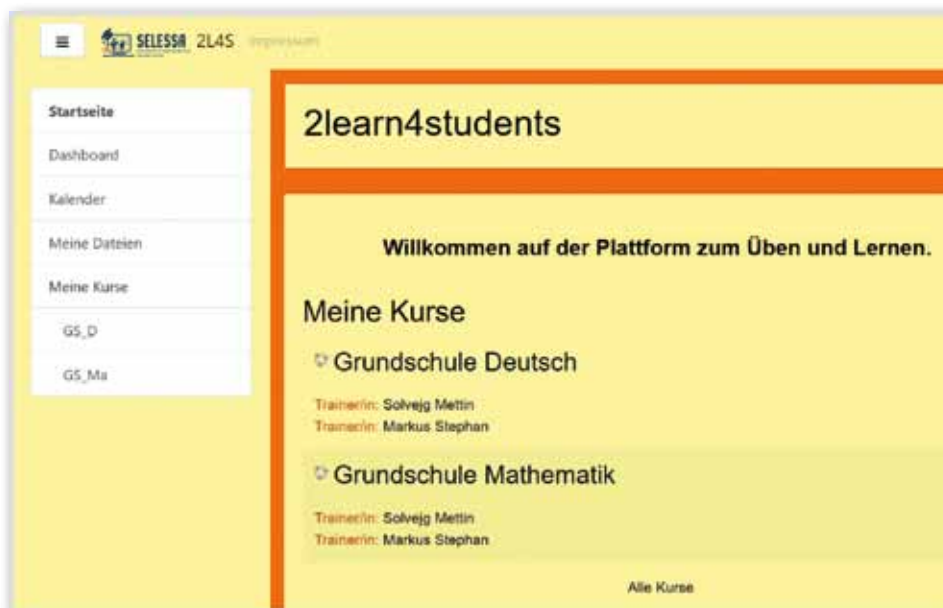 SELESSA 2L4S Impressum
Startseite
Dashboard
Kalender
Meine Dateien
Meine Kurse
GS_D
GS_Ma
2learn4students
Willkommen auf der Plattform zum Üben und Lernen.
Meine Kurse
Grundschule Deutsch
Trainer/in: Solvejg Mettin
Trainer/in: Markus Stephan
Grundschule Mathematik
Trainer/in: Solvejg Mettin
Trainer/in: Markus Stephan
Alle Kurse